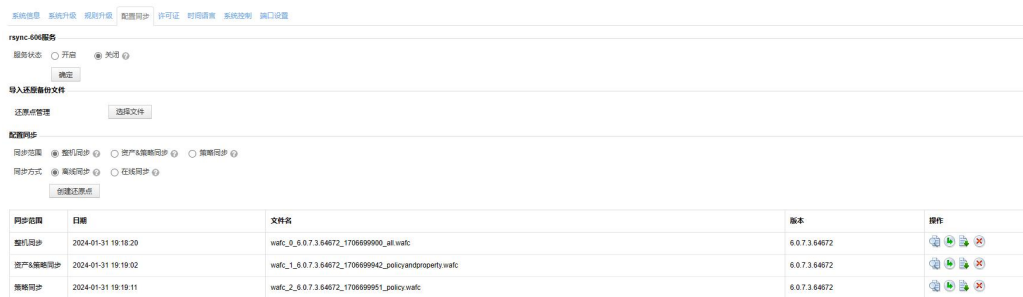 系统信息 系统升级 规则升级 配置同步 许可证 时间语言 系统控制 端口设置
rsync-606服务
服务状态 开启 关闭
确定
导入还原备份文件
还原点管理 选择文件
配置同步
同步范围 整机同步 资产&策略同步 策略同步
同步方式 离线同步 在线同步
创建还原点
同步范围 日期 文件名 版本 操作
整机同步 2024-01-31 19:18:20 wafc_0_6.0.7.3.64672_1706699900_all.wafc 6.0.7.3.64672
资产&策略同步 2024-01-31 19:19:02 wafc_1_6.0.7.3.64672_1706699942_policyandproperty.wafc 6.0.7.3.64672
策略同步 2024-01-31 19:19:11 wafc_2_6.0.7.3.64672_1706699951_policy.wafc 6.0.7.3.64672